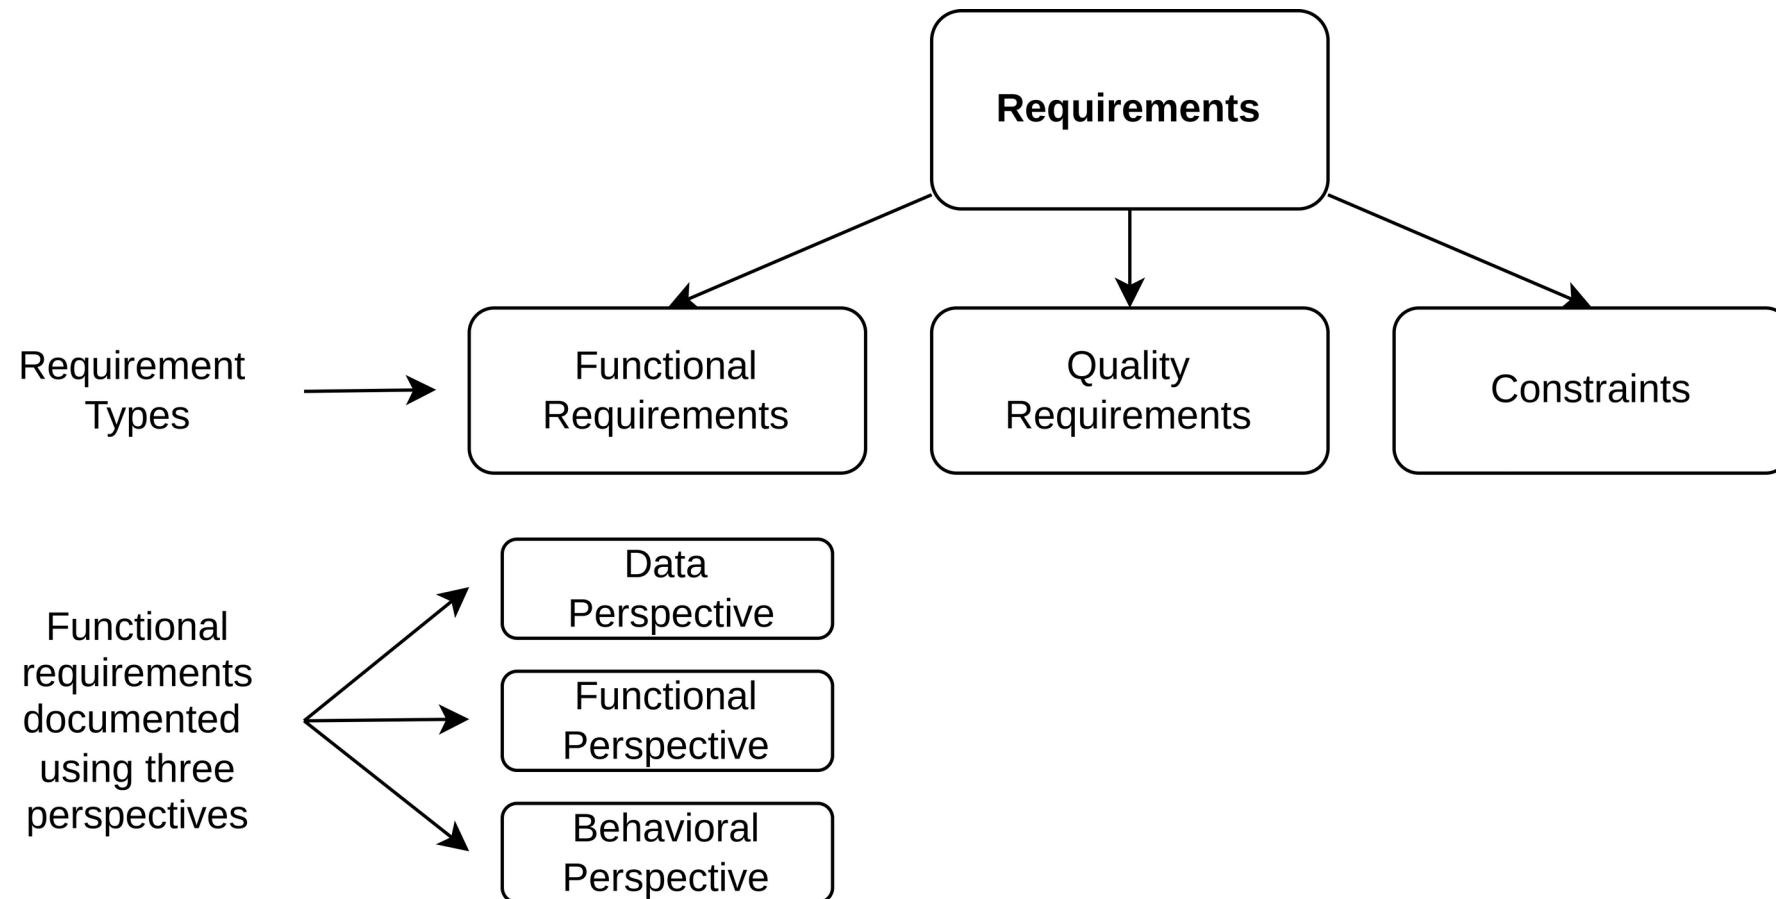 Requirements
Requirement
Types
Functional
Requirements
Quality
Requirements
Constraints
Functional
requirements
documented
using three
perspectives
Data
Perspective
Functional
Perspective
Behavioral
Perspective